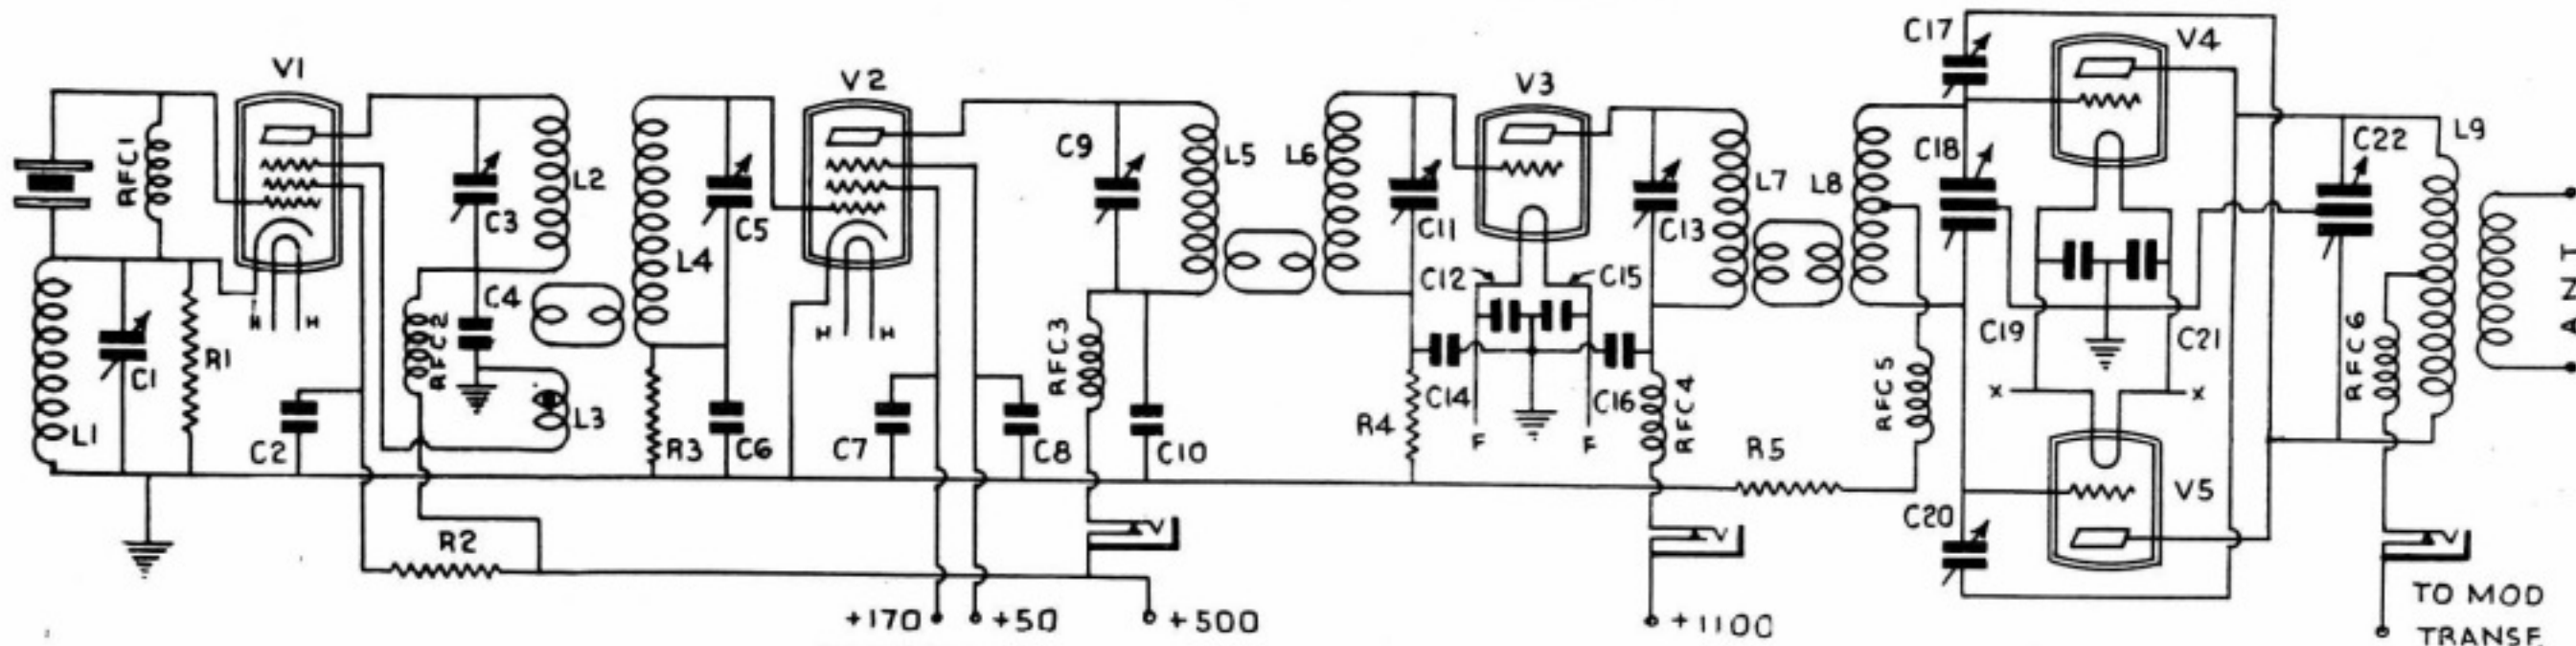 V1
RFC1
L1
C1
R1
H H
C2
C3
L2
C4
RFC2
L3
R2
L4
C5
R3
C6
V2
H H
C7
C8
+170
+50
+500
C9
RFC3
C10
L5
L6
C11
C12
C14
R4
V3
C15
C16
F F
C13
RFC4
+1100
L7
L8
R5
RFC5
C17
C18
C19
C20
V4
C21
X X
V5
C22
L9
RFC6
ANT
TO MOD
TRANSF.